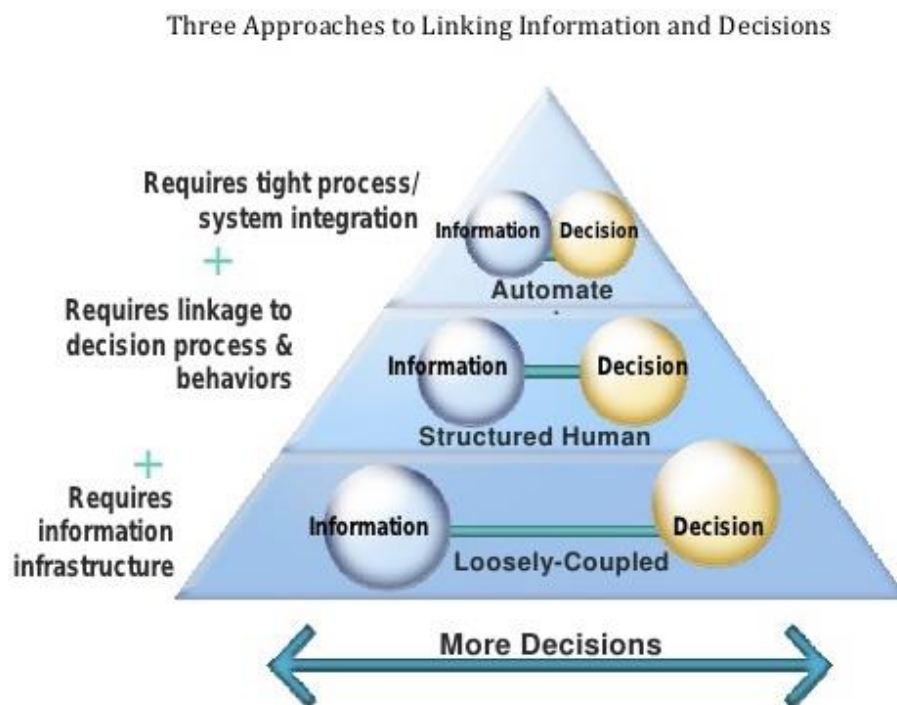 Three Approaches to Linking Information and Decisions
Requires tight process/
system integration
Information Decision
Automate
+
Requires linkage to
decision process &
behaviors
Information Decision
Structured Human
+
Requires
information
infrastructure
Information Decision
Loosely-Coupled
More Decisions